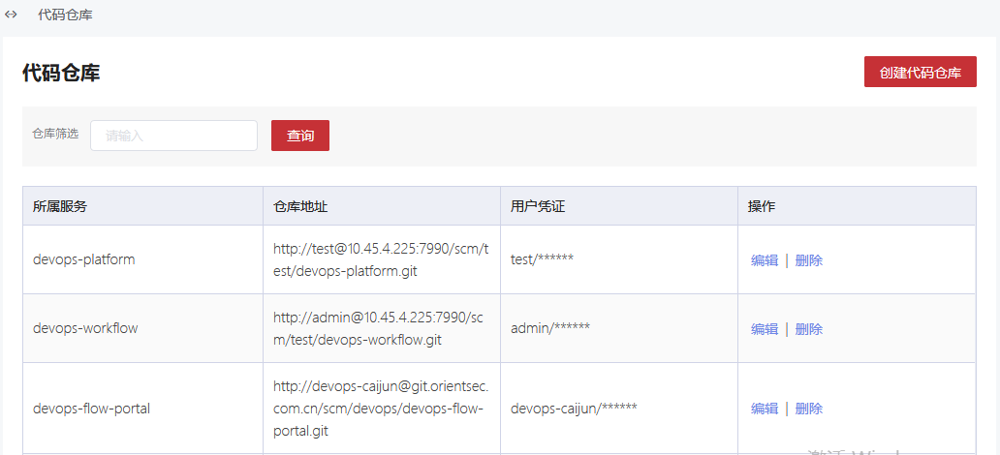 代码仓库
代码仓库
创建代码仓库
仓库筛选 请输入 查询
所属服务 仓库地址 用户凭证 操作
devops-platform
http://test@10.45.4.225:7990/scm/t
est/devops-platform.git
test/******
编辑 | 删除
devops-workflow
http://admin@10.45.4.225:7990/sc
m/test/devops-workflow.git
admin/******
编辑 | 删除
devops-flow-portal
http://devops-caijun@git.orientsec.
com.cn/scm/devops/devops-flow-
portal.git
devops-caijun/******
编辑 | 删除